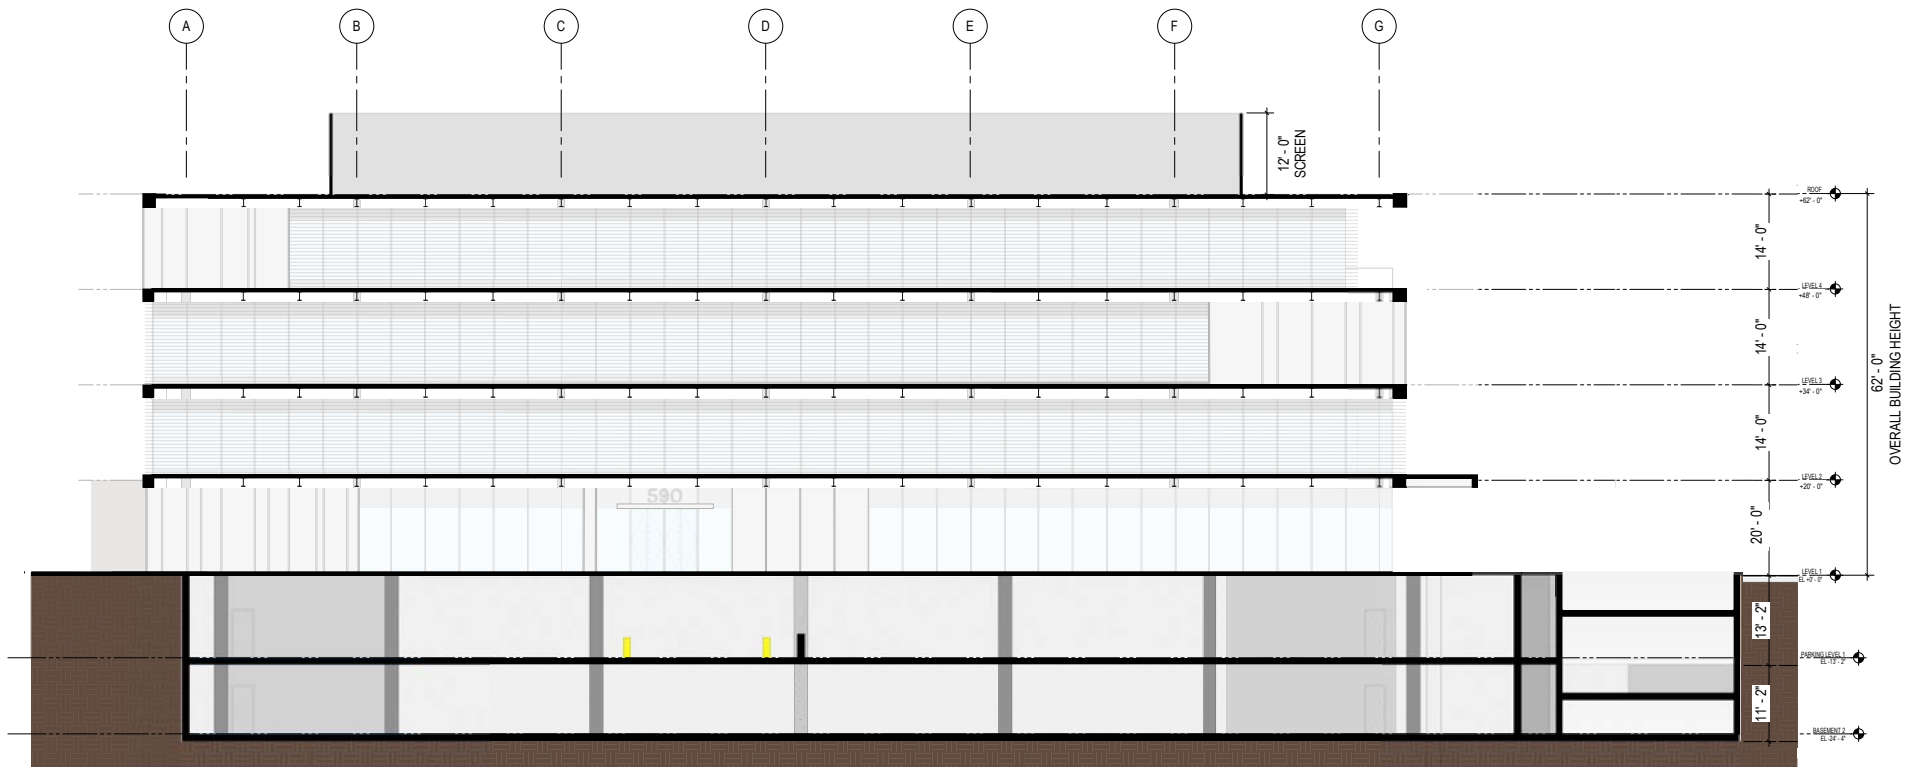 A
B
C
D
E
F
G
12' - 0"
SCREEN
ROOF
+62' - 0"
14' - 0"
LEVEL 4
+48' - 0"
14' - 0"
62' - 0"
OVERALL BUILDING HEIGHT
LEVEL 3
+34' - 0"
14' - 0"
LEVEL 2
+20' - 0"
590
20' - 0"
LEVEL 1
EL +0' - 0"
13' - 2"
PARKING LEVEL 1
EL -13' - 2"
11' - 2"
BASEMENT 2
EL -24' - 4"